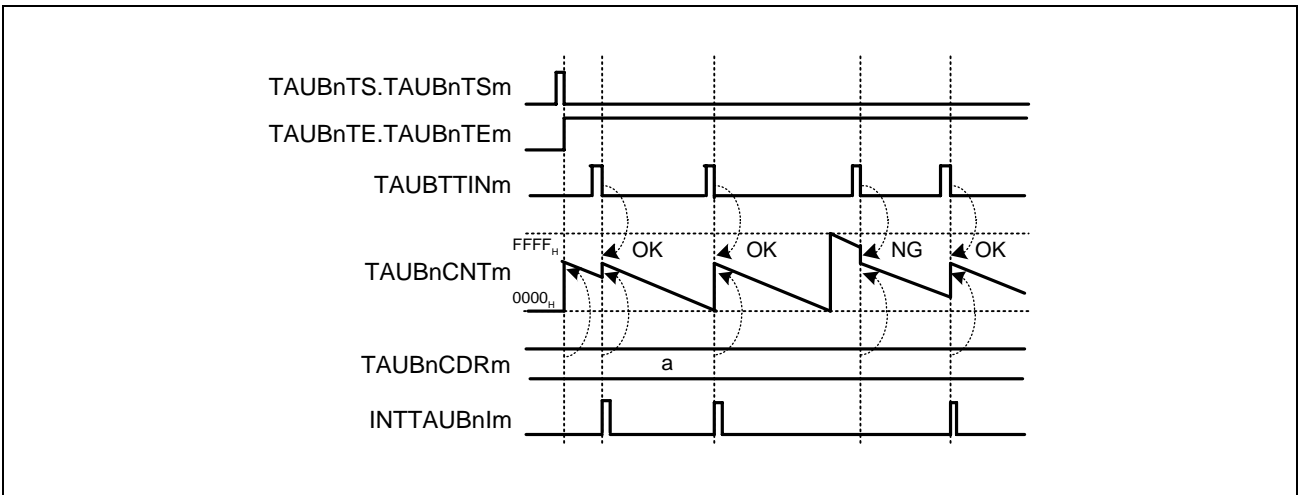 TAUBnTS.TAUBnTSm
TAUBnTE.TAUBnTEm
TAUBTTINm
FFFFH OK OK NG OK
TAUBnCNTm
0000H
TAUBnCDRm a
INTTAUBnIm